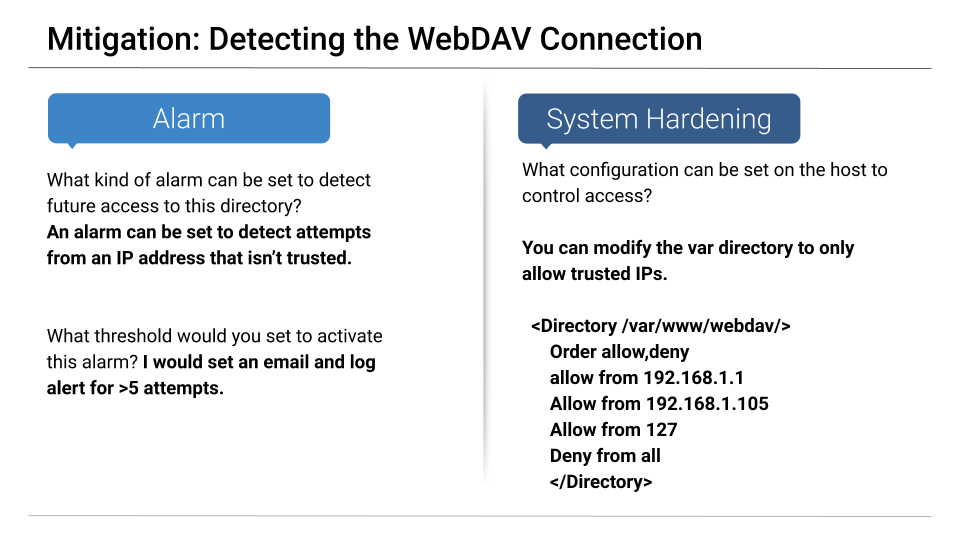 Mitigation: Detecting the WebDAV Connection
Alarm
What kind of alarm can be set to detect
future access to this directory?
An alarm can be set to detect attempts
from an IP address that isn’t trusted.
What threshold would you set to activate
this alarm? I would set an email and log
alert for >5 attempts.
System Hardening
What configuration can be set on the host to
control access?
You can modify the var directory to only
allow trusted IPs.
<Directory /var/www/webdav/>
Order allow,deny
allow from 192.168.1.1
Allow from 192.168.1.105
Allow from 127
Deny from all
</Directory>